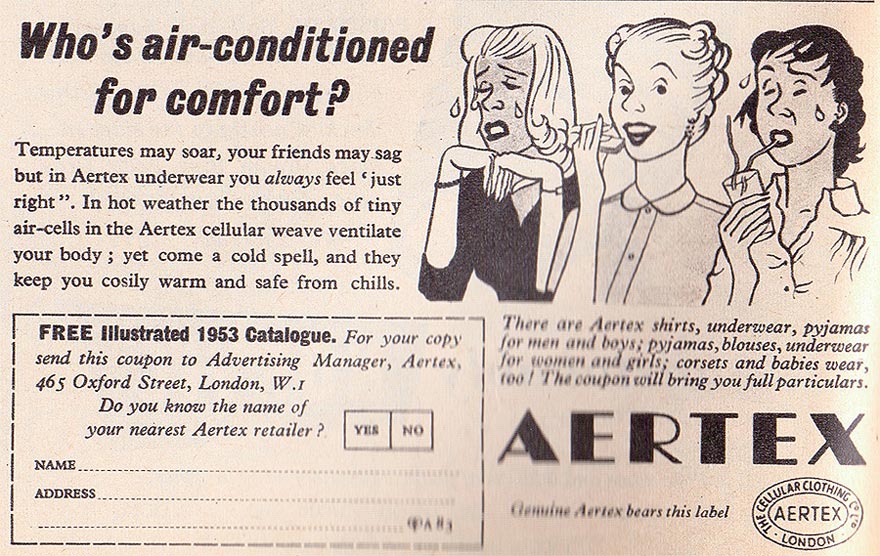 Who's air-conditioned
for comfort?
Temperatures may soar, your friends may sag
but in Aertex underwear you always feel ‘just
right”. In hot weather the thousands of tiny
air-cells in the Aertex cellular weave ventilate
your body; yet come a cold spell, and they
keep you cosily warm and safe from chills.
FREE Illustrated 1953 Catalogue. For your copy
send this coupon to Advertising Manager, Aertex,
465 Oxford Street, London, W.1
Do you know the name of
your nearest Aertex retailer?
YES NO
NAME
ADDRESS
There are Aertex shirts, underwear, pyjamas
for men and boys; pyjamas, blouses, underwear
for women and girls; corsets and babies wear,
too! The coupon will bring you full particulars.
AERTEX
Genuine Aertex bears this label
THE CELLULAR CLOTHING Co Ltd
AERTEX
LONDON